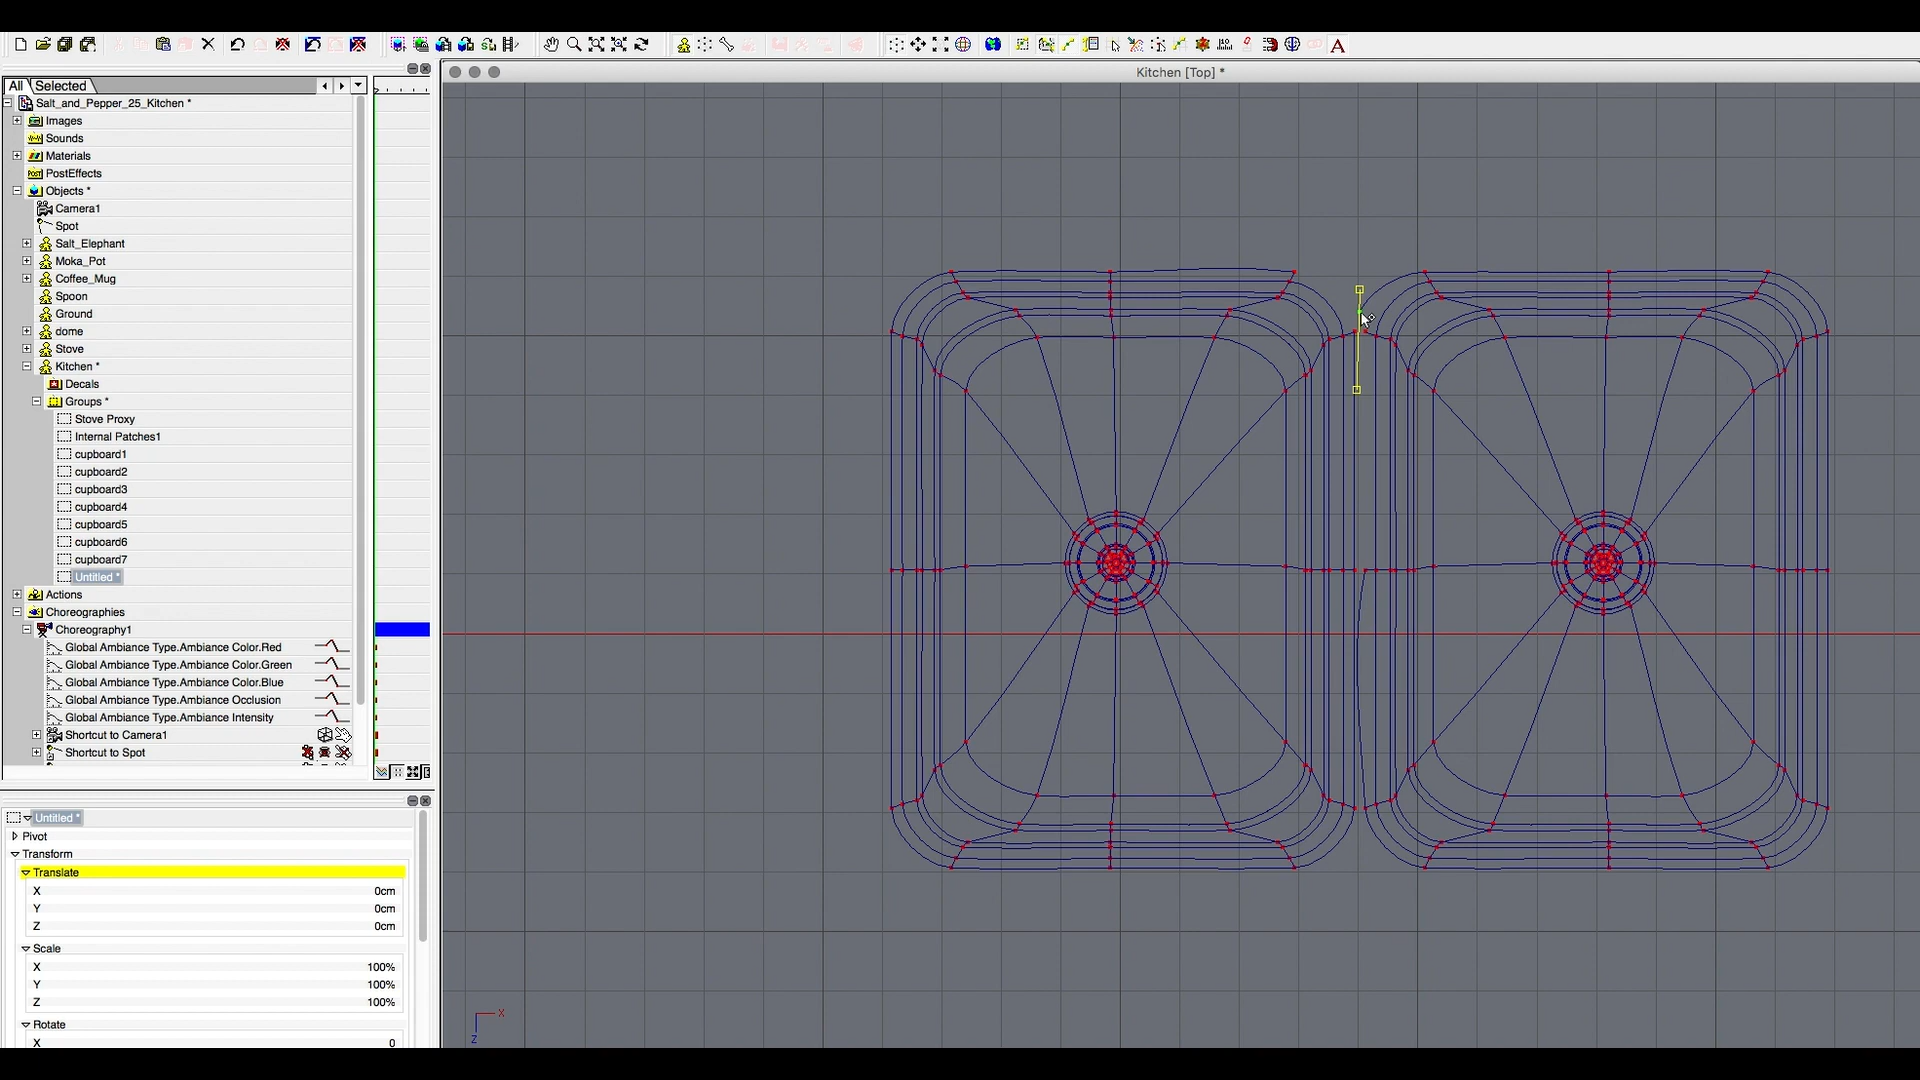 Kitchen [Top] *
All Selected
Salt_and_Pepper_25_Kitchen *
Images
Sounds
Materials
POST PostEffects
Objects *
Camera1
Spot
Salt_Elephant
Moka_Pot
Coffee_Mug
Spoon
Ground
dome
Stove
Kitchen *
Decals
Groups *
Stove Proxy
Internal Patches1
cupboard1
cupboard2
cupboard3
cupboard4
cupboard5
cupboard6
cupboard7
Untitled *
Actions
Choreographies
Choreography1
Global Ambiance Type.Ambiance Color.Red
Global Ambiance Type.Ambiance Color.Green
Global Ambiance Type.Ambiance Color.Blue
Global Ambiance Type.Ambiance Occlusion
Global Ambiance Type.Ambiance Intensity
Shortcut to Camera1
Shortcut to Spot
Untitled *
Pivot
Transform
Translate
X 0cm
Y 0cm
Z 0cm
Scale
X 100%
Y 100%
Z 100%
Rotate
X 0
X
Z